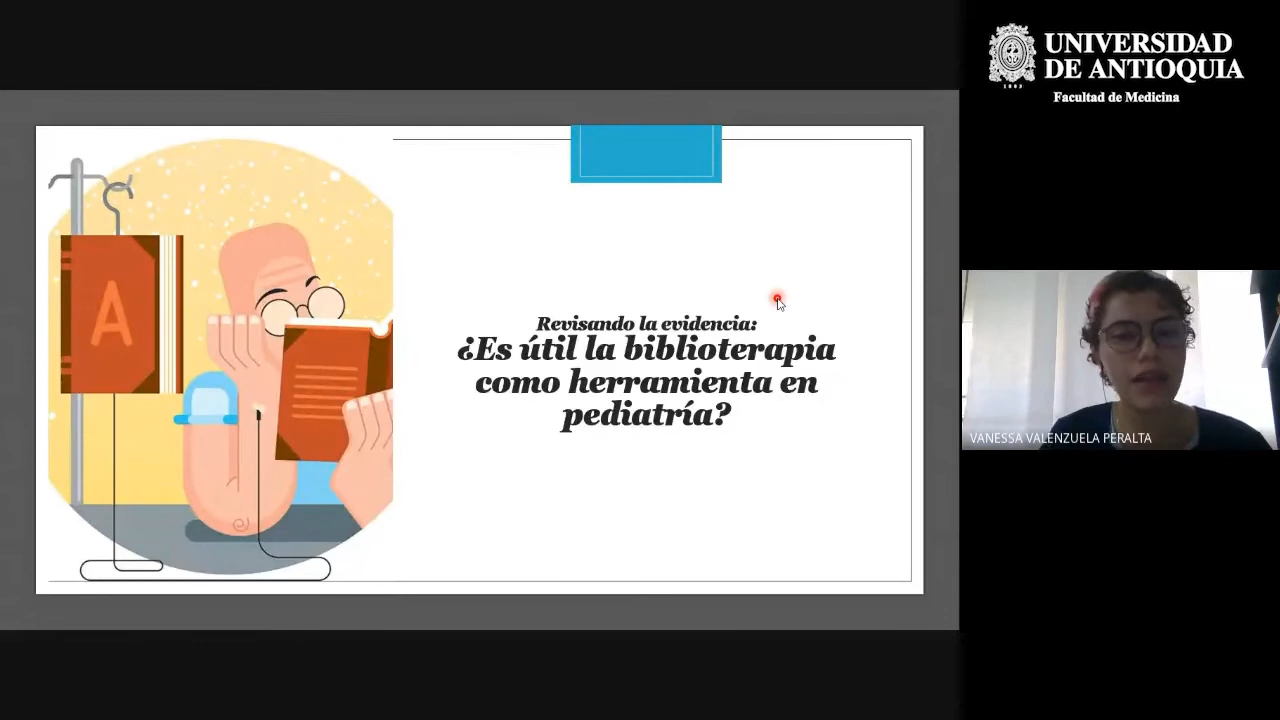 UNIVERSIDAD
DE ANTIOQUIA
1803
Facultad de Medicina
A
Revisando la evidencia:
¿Es útil la biblioterapia
como herramienta en
pediatría?
VANESSA VALENZUELA PERALTA